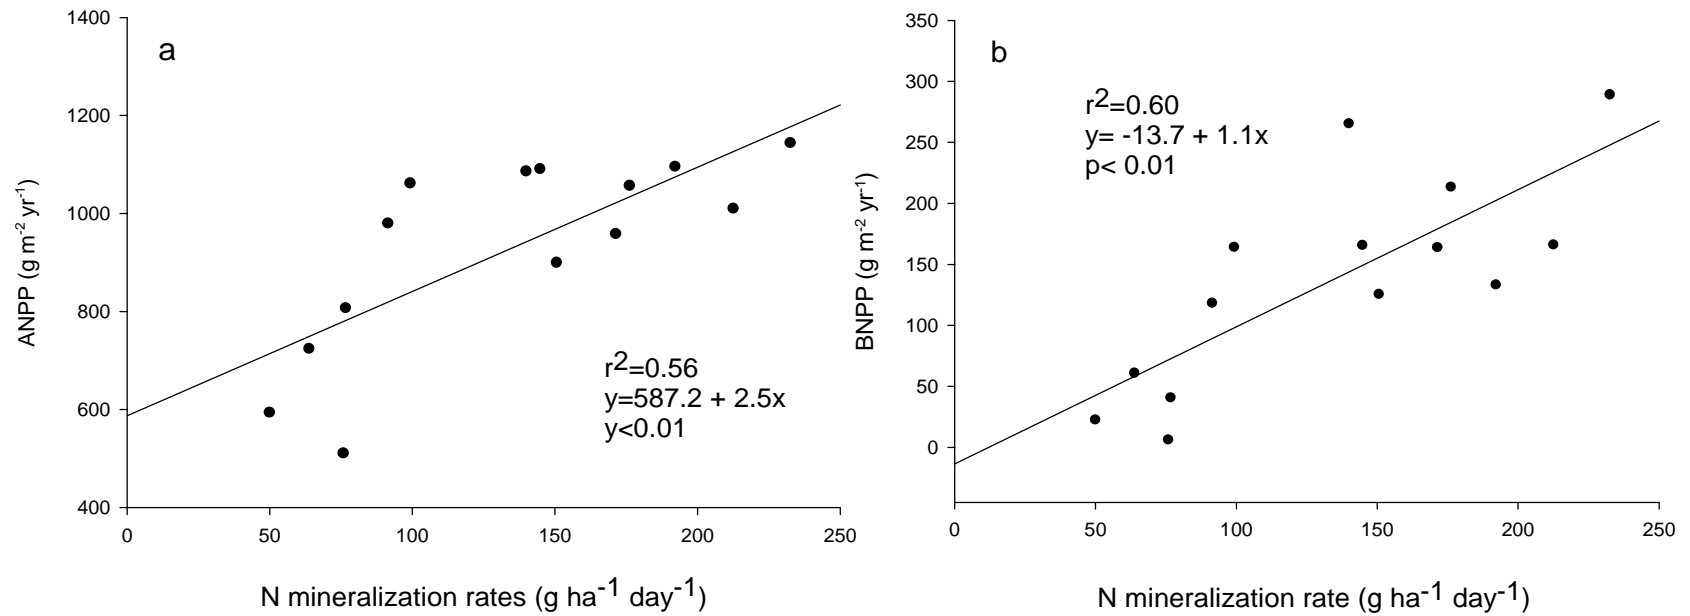 a
1400
1200
1000
800
600
400
ANPP (g m-2 yr-1)
r2=0.56
y=587.2 + 2.5x
y<0.01
0 50 100 150 200 250
N mineralization rates (g ha-1 day-1)
b
350
300
250
200
150
100
50
0
BNPP (g m-2 yr-1)
r2=0.60
y= -13.7 + 1.1x
p< 0.01
0 50 100 150 200 250
N mineralization rate (g ha-1 day-1)